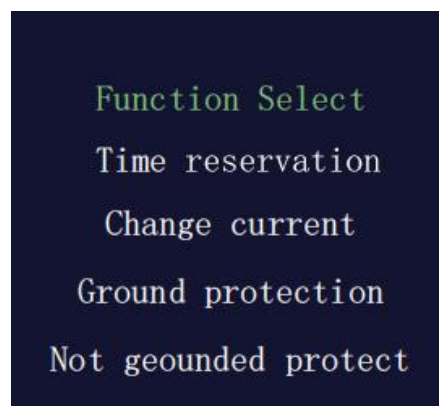 Function Select
Time reservation
Change current
Ground protection
Not geounded protect